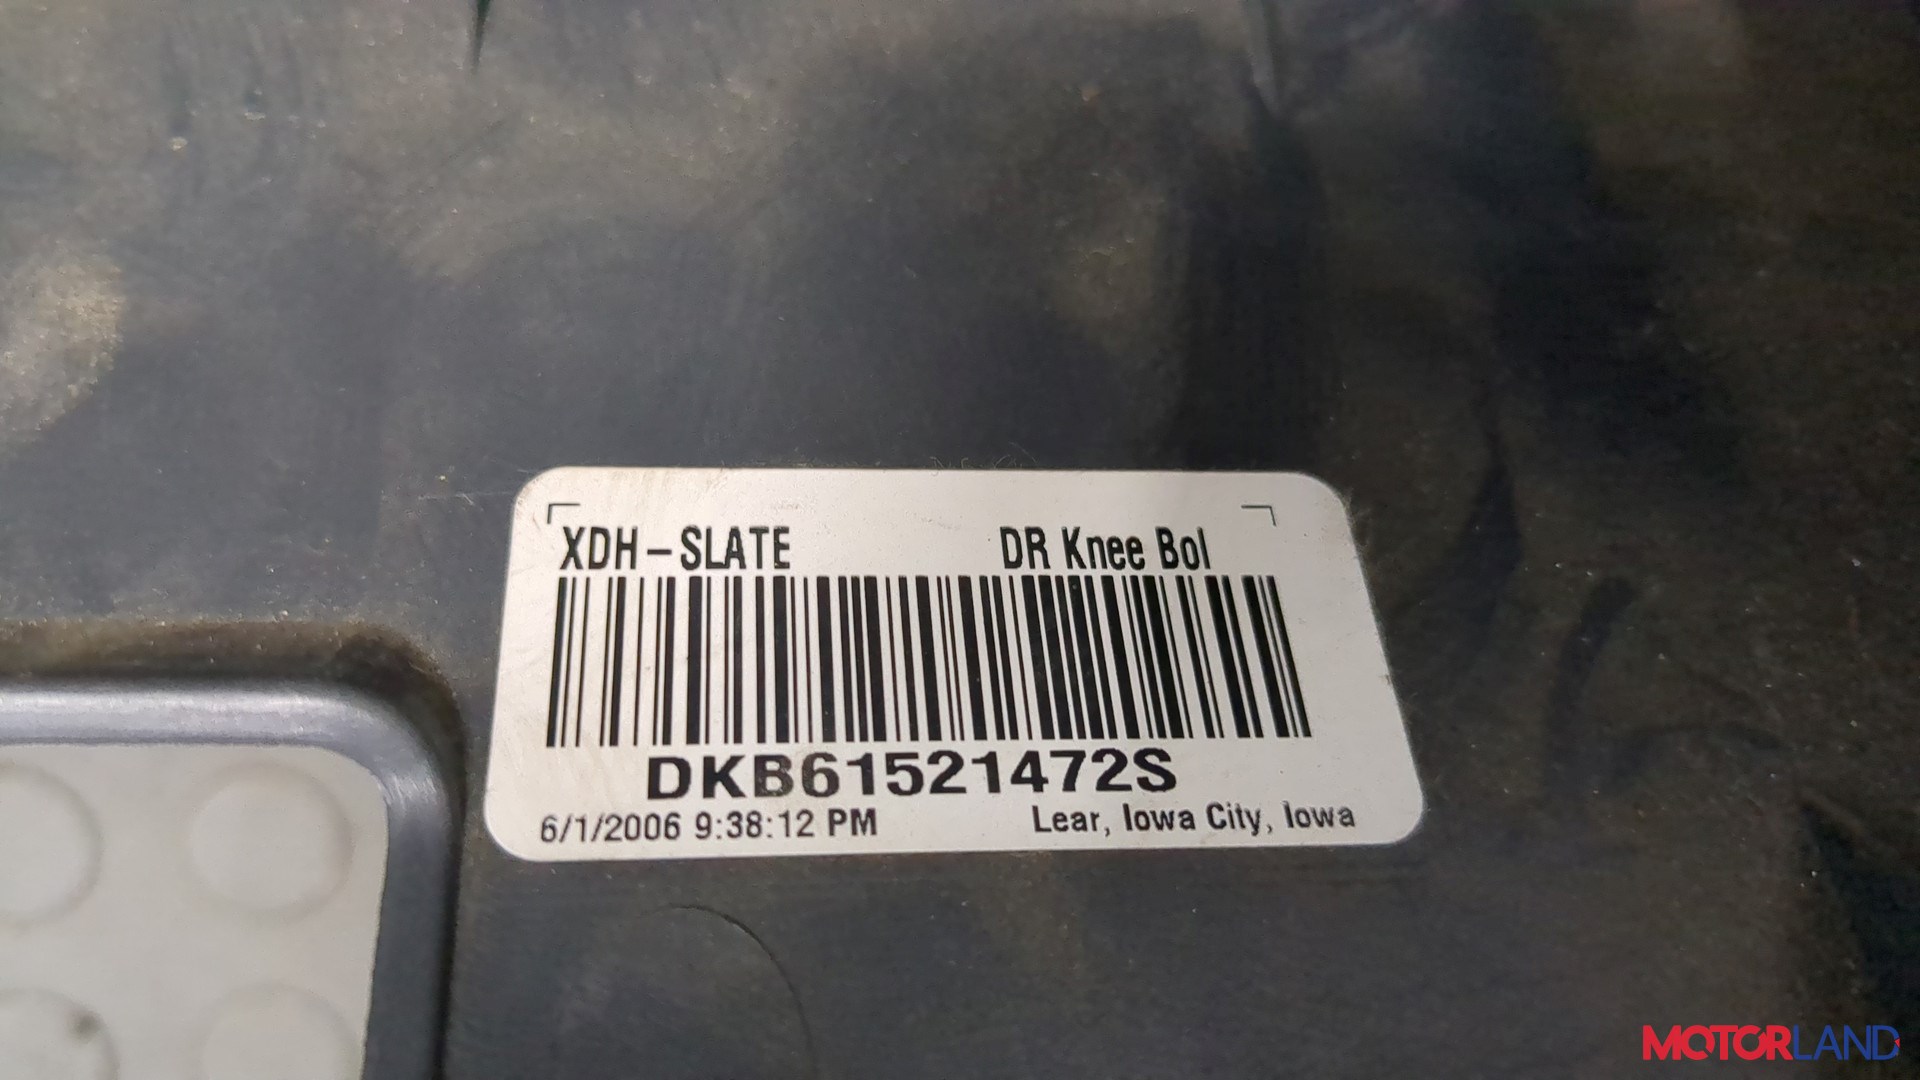 XDH-SLATE DR Knee Bol
DKB61521472S
6/1/2006 9:38:12 PM Lear, Iowa City, Iowa
MOTORLAND